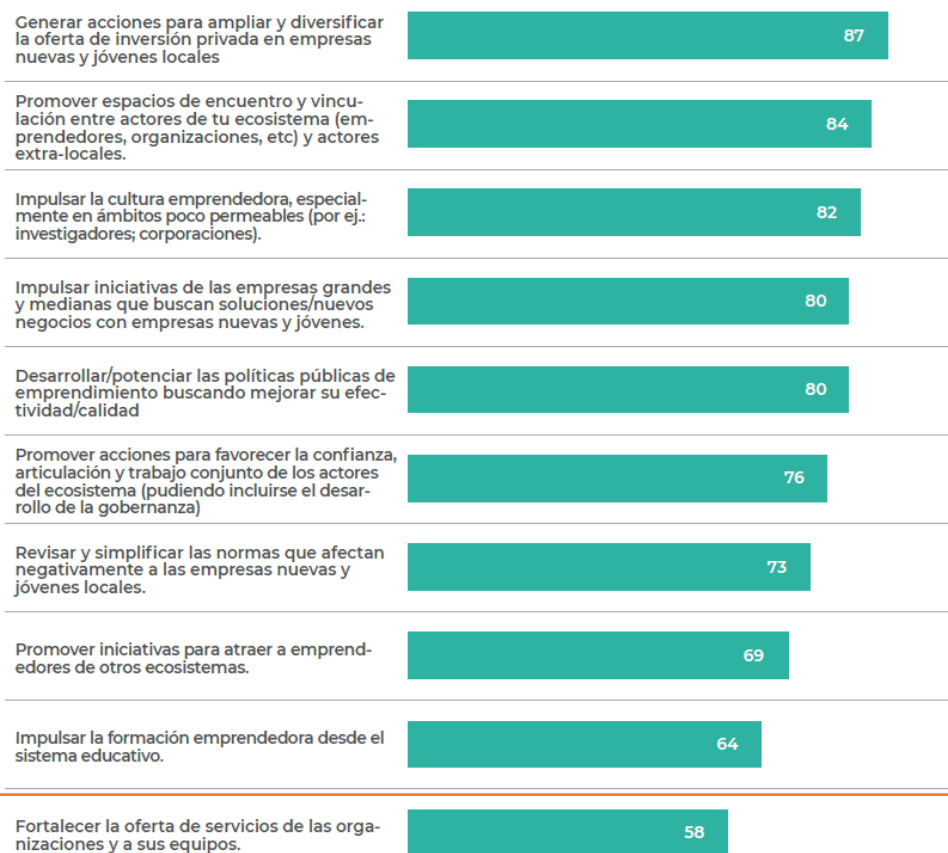 Generar acciones para ampliar y diversificar
la oferta de inversión privada en empresas
nuevas y jóvenes locales
87
Promover espacios de encuentro y vincu-
lación entre actores de tu ecosistema (em-
prendedores, organizaciones, etc) y actores
extra-locales.
84
Impulsar la cultura emprendedora, especial-
mente en ámbitos poco permeables (por ej.:
investigadores; corporaciones).
82
Impulsar iniciativas de las empresas grandes
y medianas que buscan soluciones/nuevos
negocios con empresas nuevas y jóvenes.
80
Desarrollar/potenciar las políticas públicas de
emprendimiento buscando mejorar su efec-
tividad/calidad
80
Promover acciones para favorecer la confianza,
articulación y trabajo conjunto de los actores
del ecosistema (pudiendo incluirse el desar-
rollo de la gobernanza)
76
Revisar y simplificar las normas que afectan
negativamente a las empresas nuevas y
jóvenes locales.
73
Promover iniciativas para atraer a emprend-
edores de otros ecosistemas.
69
Impulsar la formación emprendedora desde el
sistema educativo.
64
Fortalecer la oferta de servicios de las orga-
nizaciones y a sus equipos.
58